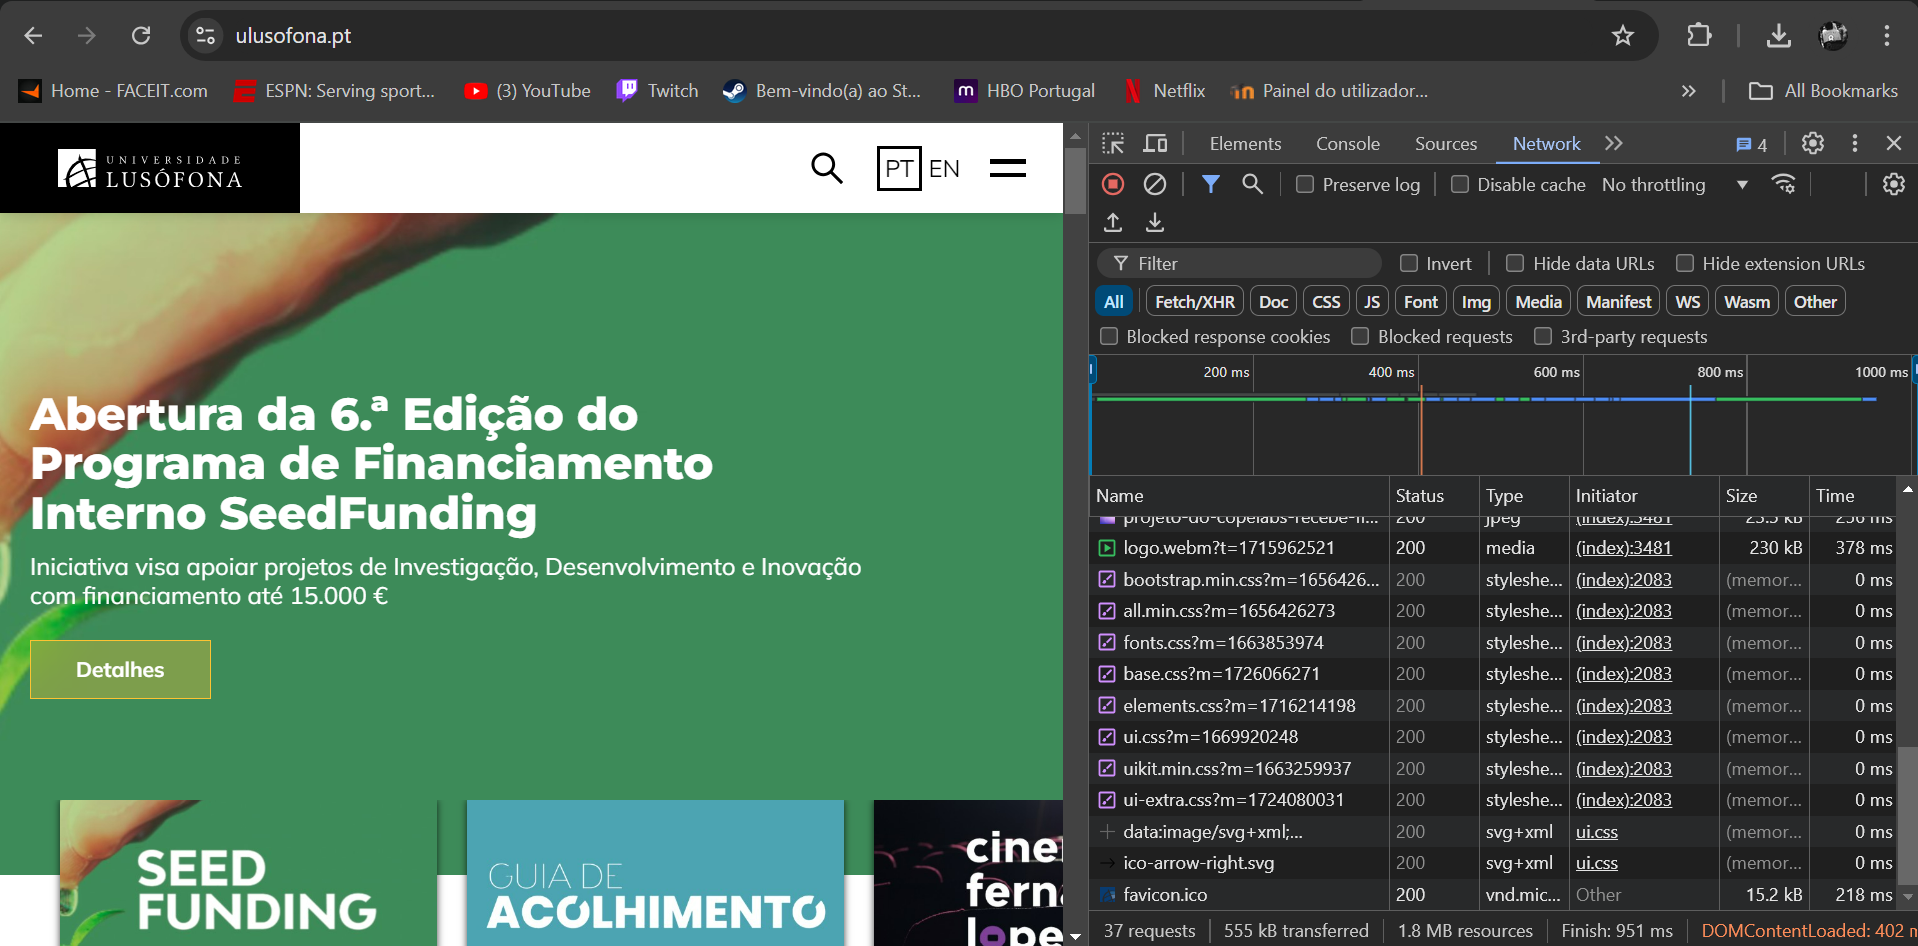 ulusofona.pt
Home - FACEIT.com
ESPN: Serving sport...
(3) YouTube
Twitch
Bem-vindo(a) ao St...
HBO Portugal
Netflix
Painel do utilizador...
All Bookmarks
UNIVERSIDADE
LUSÓFONA
PT EN
Abertura da 6.ª Edição do
Programa de Financiamento
Interno SeedFunding
Iniciativa visa apoiar projetos de Investigação, Desenvolvimento e Inovação
com financiamento até 15.000 €
Detalhes
SEED
FUNDING
GUIA DE
ACOLHIMENTO
cine
ferna
lope
Elements Console Sources Network 4
Preserve log Disable cache No throttling
Filter Invert Hide data URLs Hide extension URLs
All Fetch/XHR Doc CSS JS Font Img Media Manifest WS Wasm Other
Blocked response cookies Blocked requests 3rd-party requests
200 ms 400 ms 600 ms 800 ms 1000 ms
Name Status Type Initiator Size Time
projeto-do-copelabs-recebe-fi... 200 jpeg (index):3481 23.5 kB 256 ms
logo.webm?t=1715962521 200 media (index):3481 230 kB 378 ms
bootstrap.min.css?m=1656426... 200 styleshe... (index):2083 (memor... 0 ms
all.min.css?m=1656426273 200 styleshe... (index):2083 (memor... 0 ms
fonts.css?m=1663853974 200 styleshe... (index):2083 (memor... 0 ms
base.css?m=1726066271 200 styleshe... (index):2083 (memor... 0 ms
elements.css?m=1716214198 200 styleshe... (index):2083 (memor... 0 ms
ui.css?m=1669920248 200 styleshe... (index):2083 (memor... 0 ms
uikit.min.css?m=1663259937 200 styleshe... (index):2083 (memor... 0 ms
ui-extra.css?m=1724080031 200 styleshe... (index):2083 (memor... 0 ms
data:image/svg+xml;... 200 svg+xml ui.css (memor... 0 ms
ico-arrow-right.svg 200 svg+xml ui.css (memor... 0 ms
favicon.ico 200 vnd.mic... Other 15.2 kB 218 ms
37 requests 555 kB transferred 1.8 MB resources Finish: 951 ms DOMContentLoaded: 402 m